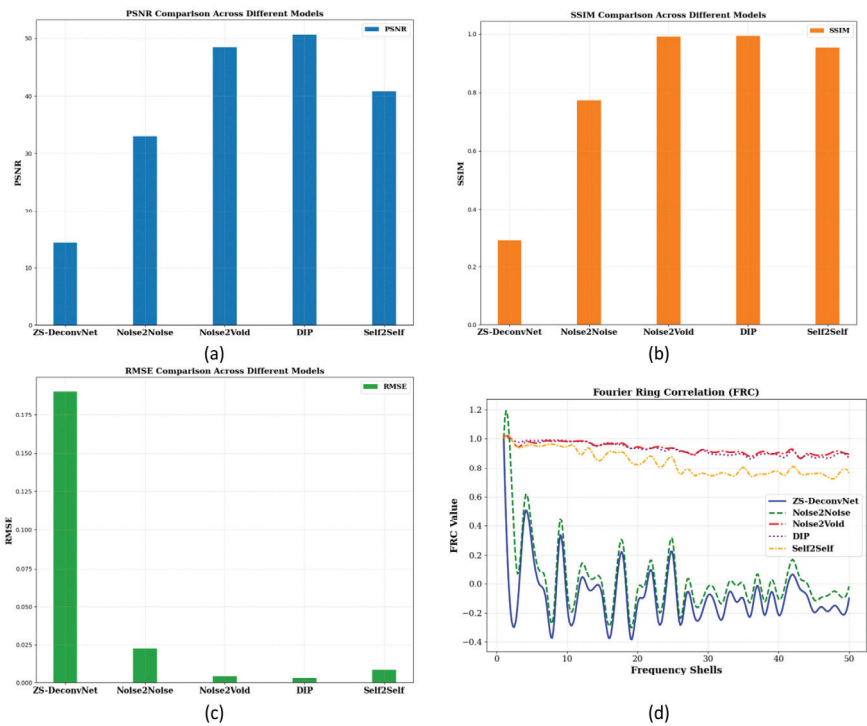 PSNR Comparison Across Different Models
PSNR
50
40
30
20
10
0
PSNR
ZS-DeconvNet Noise2Noise Noise2Void DIP Self2Self
(a)
SSIM Comparison Across Different Models
SSIM
1.0
0.8
0.6
0.4
0.2
0.0
SSIM
ZS-DeconvNet Noise2Noise Noise2Void DIP Self2Self
(b)
RMSE Comparison Across Different Models
RMSE
0.175
0.150
0.125
0.100
0.075
0.050
0.025
0.000
RMSE
ZS-DeconvNet Noise2Noise Noise2Void DIP Self2Self
(c)
Fourier Ring Correlation (FRC)
1.2
1.0
0.8
0.6
0.4
0.2
0.0
−0.2
−0.4
FRC Value
ZS-DeconvNet
Noise2Noise
Noise2Void
DIP
Self2Self
0 10 20 30 40 50
Frequency Shells
(d)